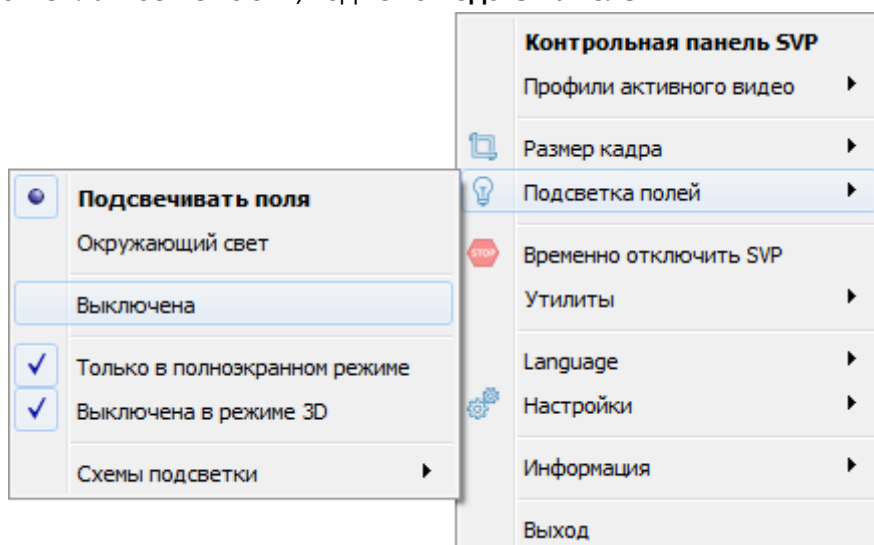 Контрольная панель SVP
Профили активного видео
Размер кадра
Подсветка полей
STOP
Временно отключить SVP
Утилиты
Language
Настройки
Информация
Выход
Подсвечивать поля
Окружающий свет
Выключена
Только в полноэкранном режиме
Выключена в режиме 3D
Схемы подсветки